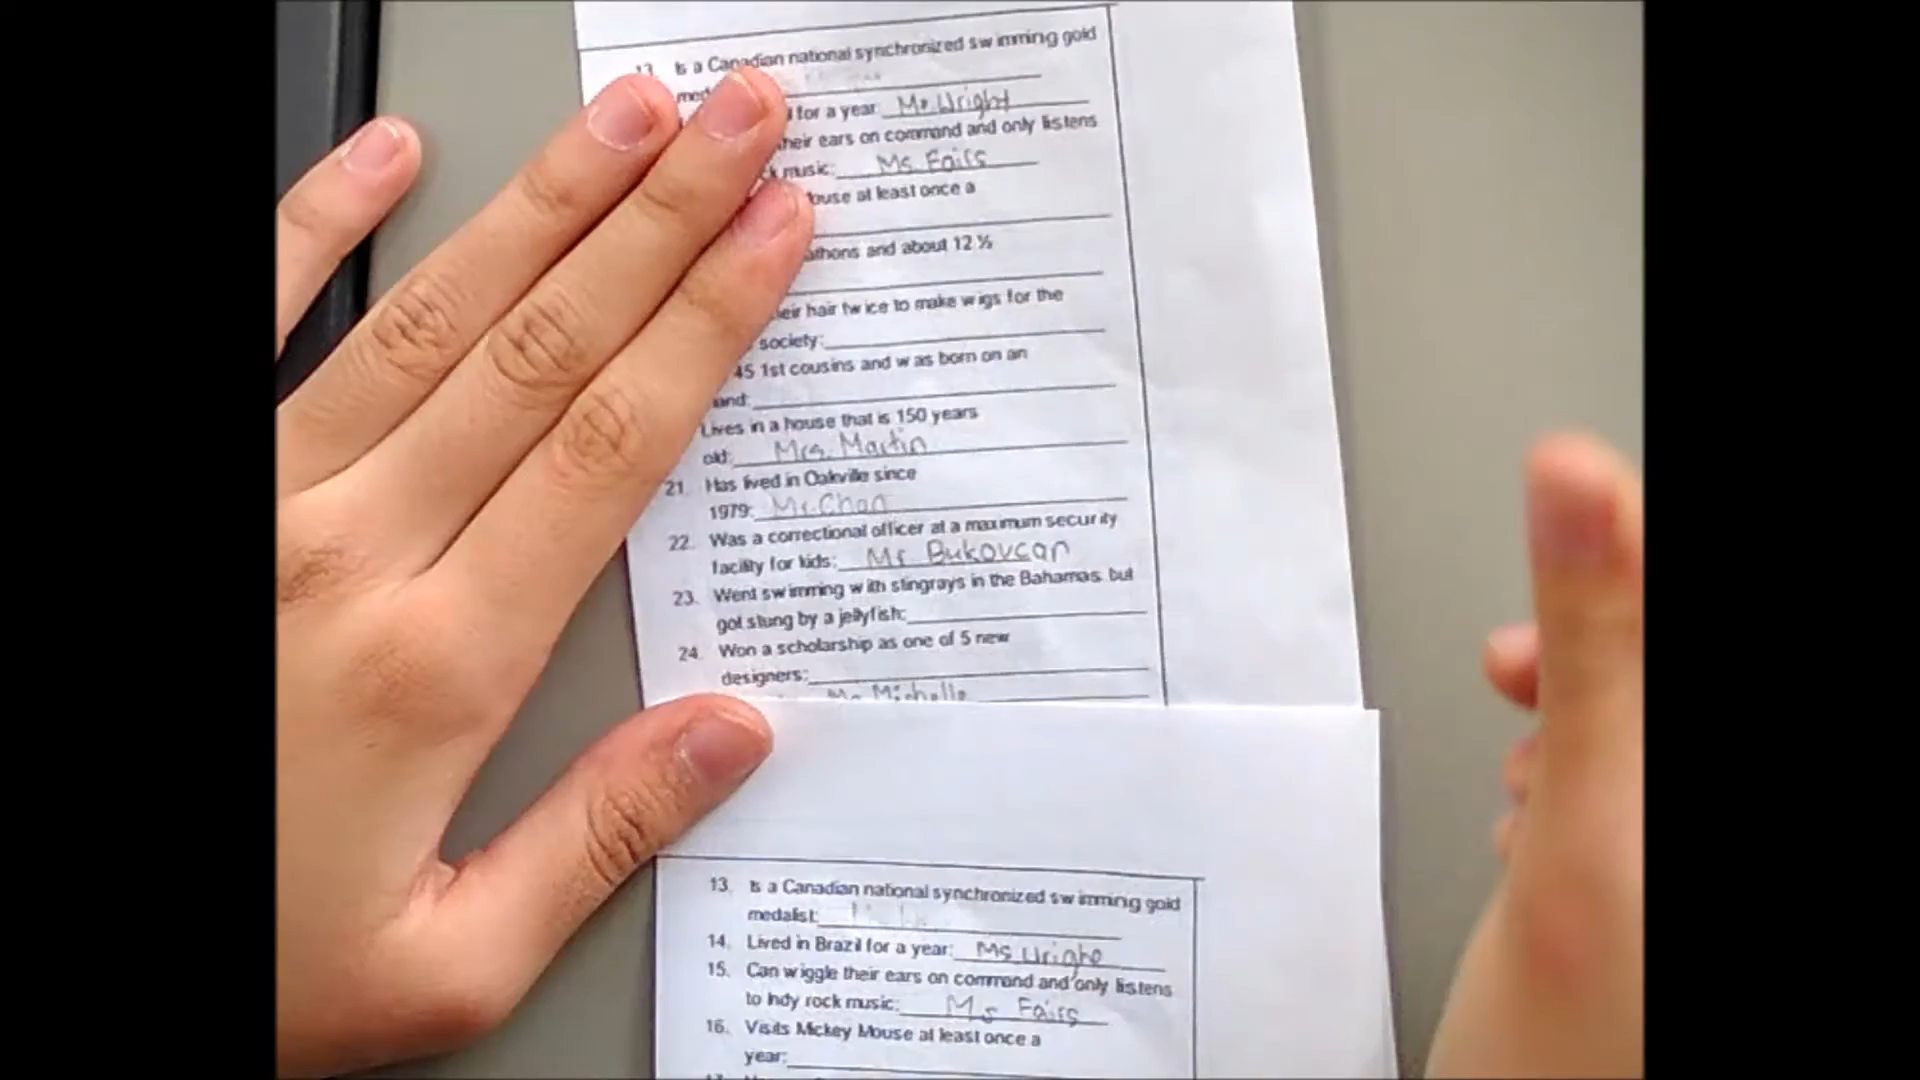 13. Is a Canadian national synchronized swimming gold
for a year: Mr. Wright
their ears on command and only listens
music: Ms. Fairs
at least once a
and about 12 ½
their hair twice to make wigs for the
society:
45 1st cousins and was born on an
Lives in a house that is 150 years
old: Mrs. Martin
21. Has lived in Oakville since
1979: Mr. Chan
22. Was a correctional officer at a maximum security
facility for kids: Mr Bukovcan
23. Went swimming with stingrays in the Bahamas but
got stung by a jellyfish:
24. Won a scholarship as one of 5 new
designers:
13. Is a Canadian national synchronized swimming gold
medalist:
14. Lived in Brazil for a year: Ms Wright
15. Can wiggle their ears on command and only listens
to Indy rock music: Ms Fairs
16. Visits Mickey Mouse at least once a
year: